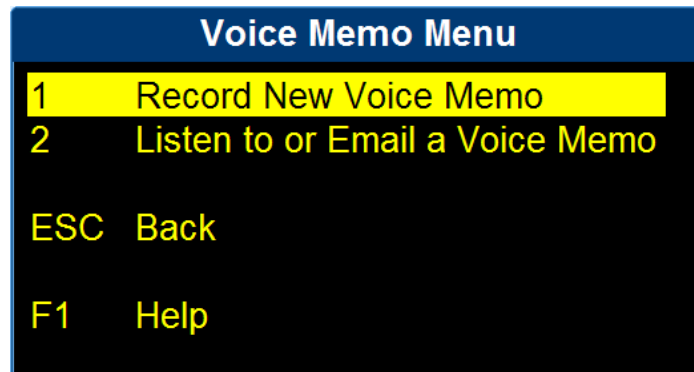 Voice Memo Menu
1 Record New Voice Memo
2 Listen to or Email a Voice Memo
ESC Back
F1 Help